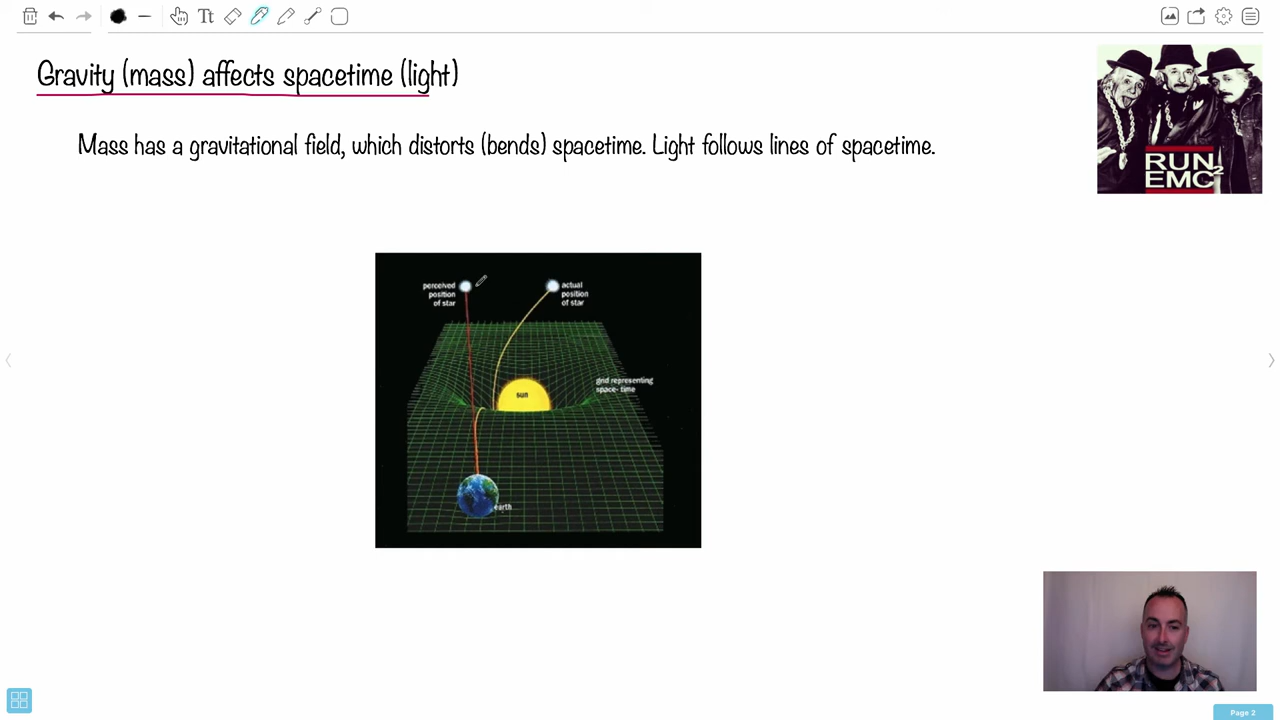 Tt
Gravity (mass) affects spacetime (light)
RUN
EMC²
Mass has a gravitational field, which distorts (bends) spacetime. Light follows lines of spacetime.
perceived
position
of star
actual
position
of star
grid representing
space- time
sun
earth
Page 2